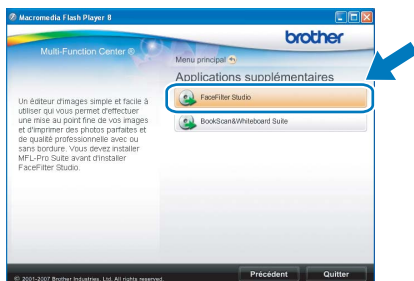 Macromedia Flash Player 8
brother
Multi-Function Center ®
Menu principal
Applications supplémentaires
FaceFilter Studio
BookScan&Whiteboard Suite
Un éditeur d'images simple et facile à
utiliser qui vous permet d'effectuer
une mise au point fine de vos images
et d'imprimer des photos parfaites et
de qualité professionnelle avec ou
sans bordure. Vous devez installer
MFL-Pro Suite avant d'installer
FaceFilter Studio.
© 2001-2007 Brother Industries, Ltd. All rights reserved.
Précédent
Quitter